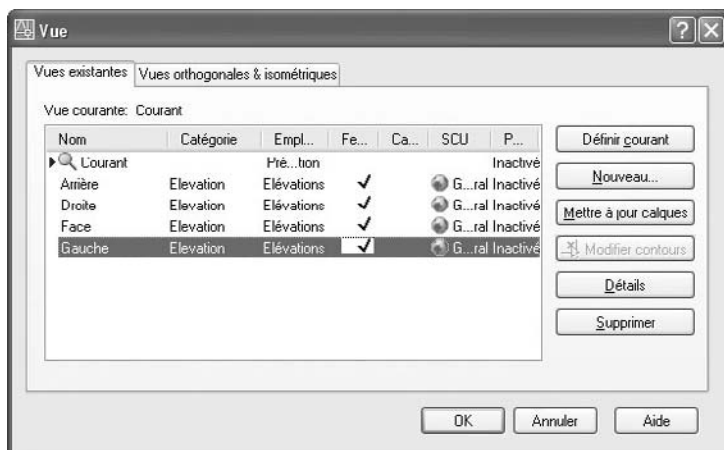 Vue
Vues existantes Vues orthogonales & isométriques
Vue courante: Courant
Nom Catégorie Empl... Fe... Ca... SCU P...
Courant Pré...tion Inactivé
Arrière Elevation Elévations G...ral Inactivé
Droite Elevation Elévations G...ral Inactivé
Face Elevation Elévations G...ral Inactivé
Gauche Elevation Elévations G...ral Inactivé
Définir courant
Nouveau...
Mettre à jour calques
Modifier contours
Détails
Supprimer
OK Annuler Aide